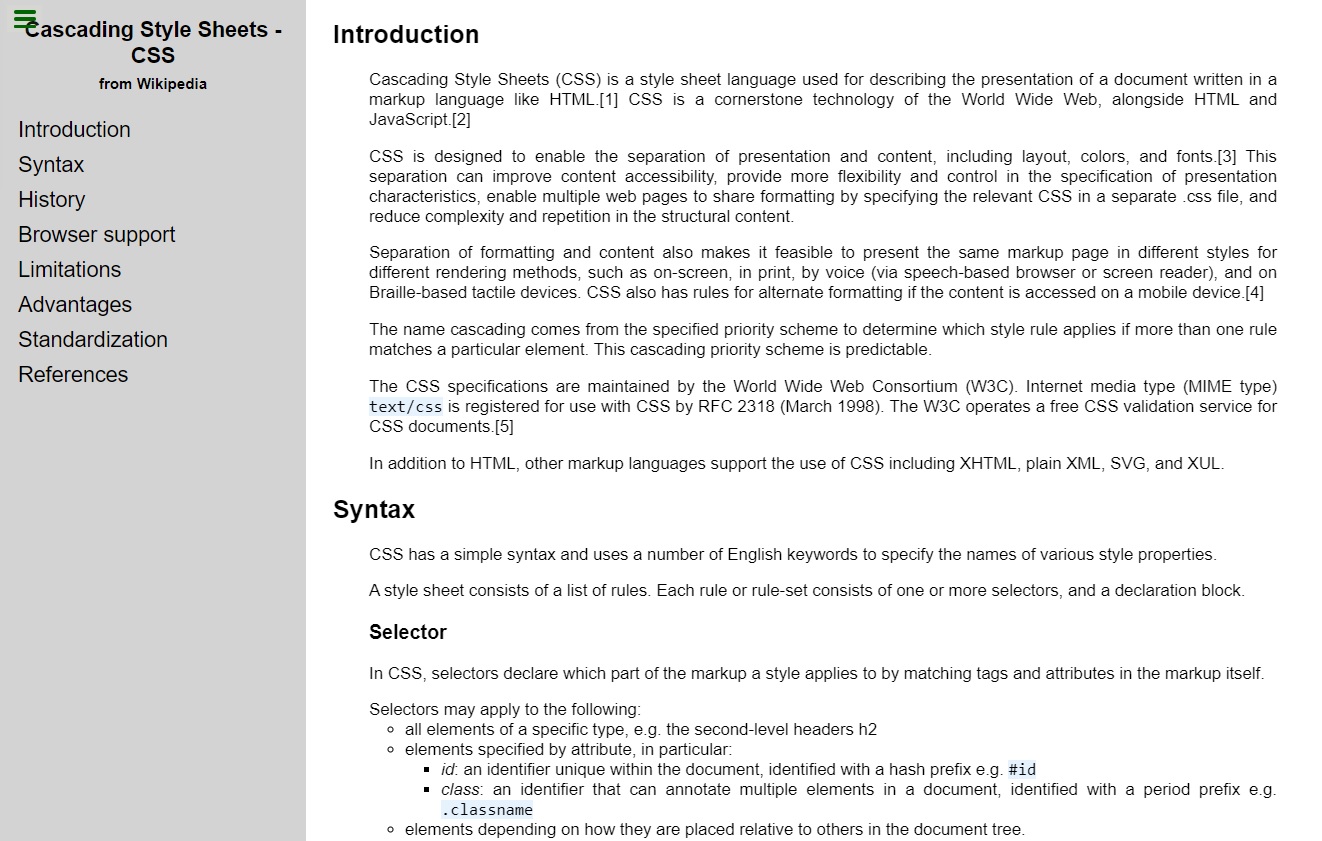 Cascading Style Sheets -
CSS
from Wikipedia
Introduction
Syntax
History
Browser support
Limitations
Advantages
Standardization
References
Introduction
Cascading Style Sheets (CSS) is a style sheet language used for describing the presentation of a document written in a
markup language like HTML.[1] CSS is a cornerstone technology of the World Wide Web, alongside HTML and
JavaScript.[2]
CSS is designed to enable the separation of presentation and content, including layout, colors, and fonts.[3] This
separation can improve content accessibility, provide more flexibility and control in the specification of presentation
characteristics, enable multiple web pages to share formatting by specifying the relevant CSS in a separate .css file, and
reduce complexity and repetition in the structural content.
Separation of formatting and content also makes it feasible to present the same markup page in different styles for
different rendering methods, such as on-screen, in print, by voice (via speech-based browser or screen reader), and on
Braille-based tactile devices. CSS also has rules for alternate formatting if the content is accessed on a mobile device.[4]
The name cascading comes from the specified priority scheme to determine which style rule applies if more than one rule
matches a particular element. This cascading priority scheme is predictable.
The CSS specifications are maintained by the World Wide Web Consortium (W3C). Internet media type (MIME type)
text/css is registered for use with CSS by RFC 2318 (March 1998). The W3C operates a free CSS validation service for
CSS documents.[5]
In addition to HTML, other markup languages support the use of CSS including XHTML, plain XML, SVG, and XUL.
Syntax
CSS has a simple syntax and uses a number of English keywords to specify the names of various style properties.
A style sheet consists of a list of rules. Each rule or rule-set consists of one or more selectors, and a declaration block.
Selector
In CSS, selectors declare which part of the markup a style applies to by matching tags and attributes in the markup itself.
Selectors may apply to the following:
all elements of a specific type, e.g. the second-level headers h2
elements specified by attribute, in particular:
id: an identifier unique within the document, identified with a hash prefix e.g. #id
class: an identifier that can annotate multiple elements in a document, identified with a period prefix e.g.
.classname
elements depending on how they are placed relative to others in the document tree.